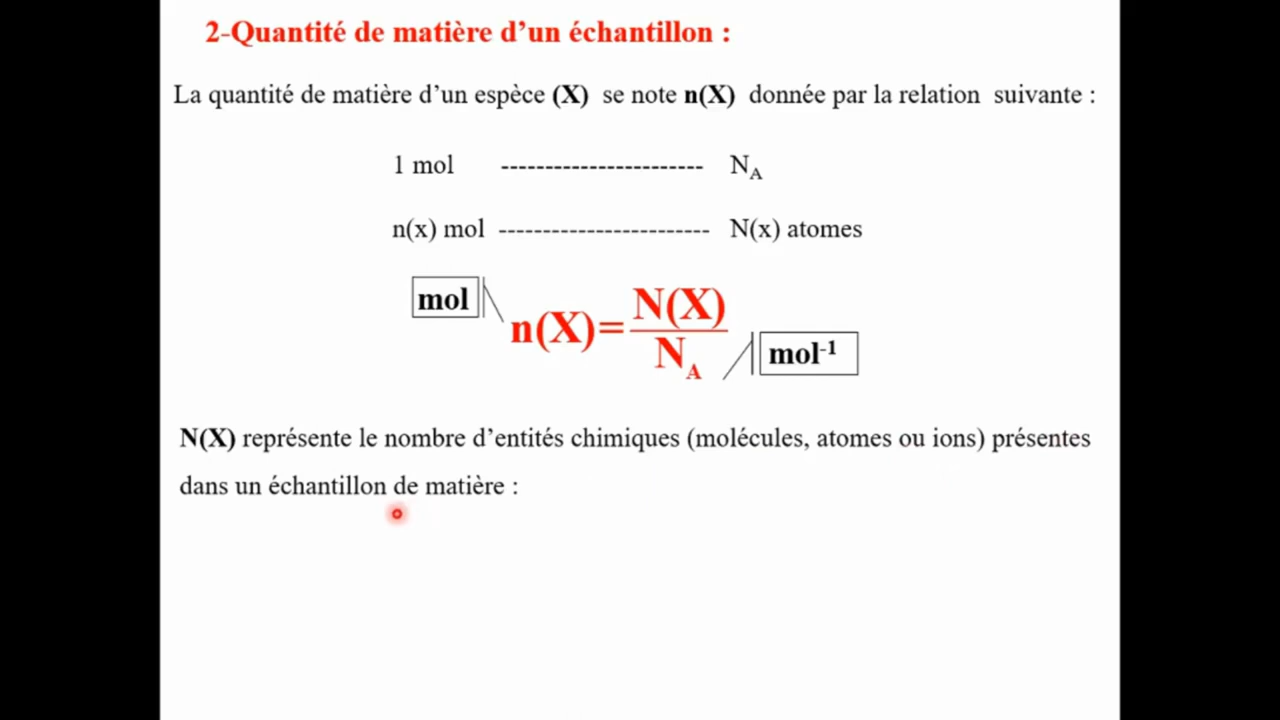 2-Quantité de matière d’un échantillon :
La quantité de matière d’un espèce (X) se note n(X) donnée par la relation suivante :
1 mol ----------------------- N_A
n(x) mol ------------------------ N(x) atomes
mol
n(X)=N(X)/N_A
mol⁻¹
N(X) représente le nombre d’entités chimiques (molécules, atomes ou ions) présentes
dans un échantillon de matière :